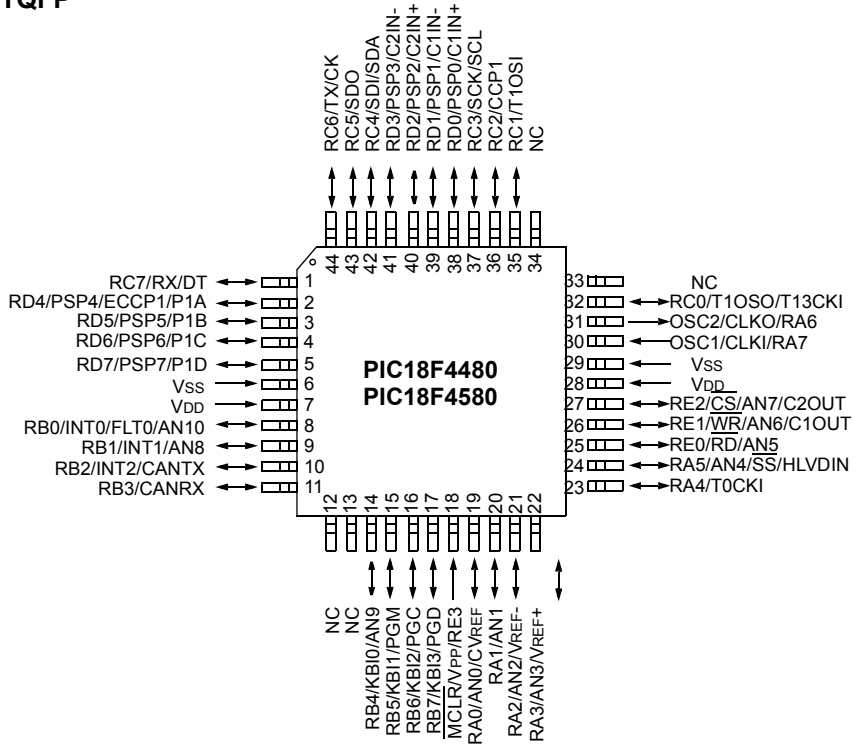 TQFP
RC6/TX/CK
RC5/SDO
RC4/SDI/SDA
RD3/PSP3/C2IN-
RD2/PSP2/C2IN+
RD1/PSP1/C1IN-
RD0/PSP0/C1IN+
RC3/SCK/SCL
RC2/CCP1
RC1/T1OSI
NC
44
43
42
41
40
39
38
37
36
35
34
RC7/RX/DT 1
RD4/PSP4/ECCP1/P1A 2
RD5/PSP5/P1B 3
RD6/PSP6/P1C 4
RD7/PSP7/P1D 5
VSS 6
VDD 7
RB0/INT0/FLT0/AN10 8
RB1/INT1/AN8 9
RB2/INT2/CANTX 10
RB3/CANRX 11
PIC18F4480
PIC18F4580
33 NC
32 RC0/T1OSO/T13CKI
31 OSC2/CLKO/RA6
30 OSC1/CLKI/RA7
29 VSS
28 VDD
27 RE2/CS/AN7/C2OUT
26 RE1/WR/AN6/C1OUT
25 RE0/RD/AN5
24 RA5/AN4/SS/HLVDIN
23 RA4/T0CKI
12
13
14
15
16
17
18
19
20
21
22
NC
NC
RB4/KBI0/AN9
RB5/KBI1/PGM
RB6/KBI2/PGC
RB7/KBI3/PGD
MCLR/VPP/RE3
RA0/AN0/CVREF
RA1/AN1
RA2/AN2/VREF-
RA3/AN3/VREF+